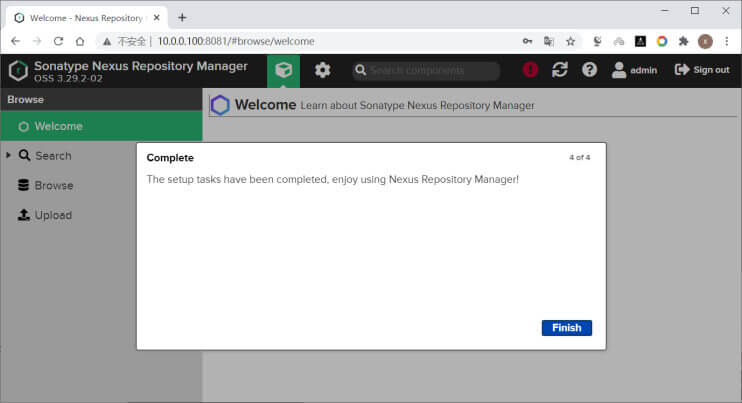 Welcome - Nexus Repository
不安全 | 10.0.0.100:8081/#browse/welcome
Sonatype Nexus Repository Manager
OSS 3.29.2-02
Search components
admin
Sign out
Browse
Welcome
Search
Browse
Upload
Welcome Learn about Sonatype Nexus Repository Manager
Complete
4 of 4
The setup tasks have been completed, enjoy using Nexus Repository Manager!
Finish